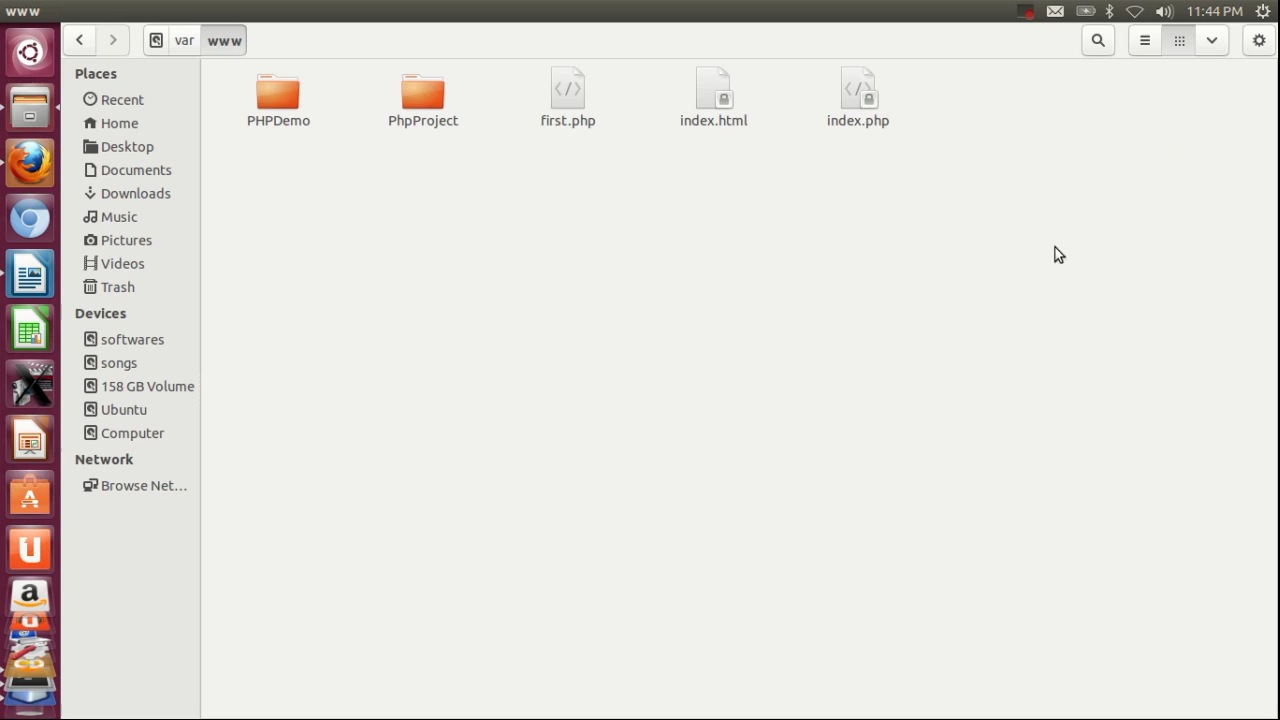 www
11:44 PM
var
www
Places
Recent
Home
Desktop
Documents
Downloads
Music
Pictures
Videos
Trash
Devices
softwares
songs
158 GB Volume
Ubuntu
Computer
Network
Browse Net...
PHPDemo
PhpProject
first.php
index.html
index.php